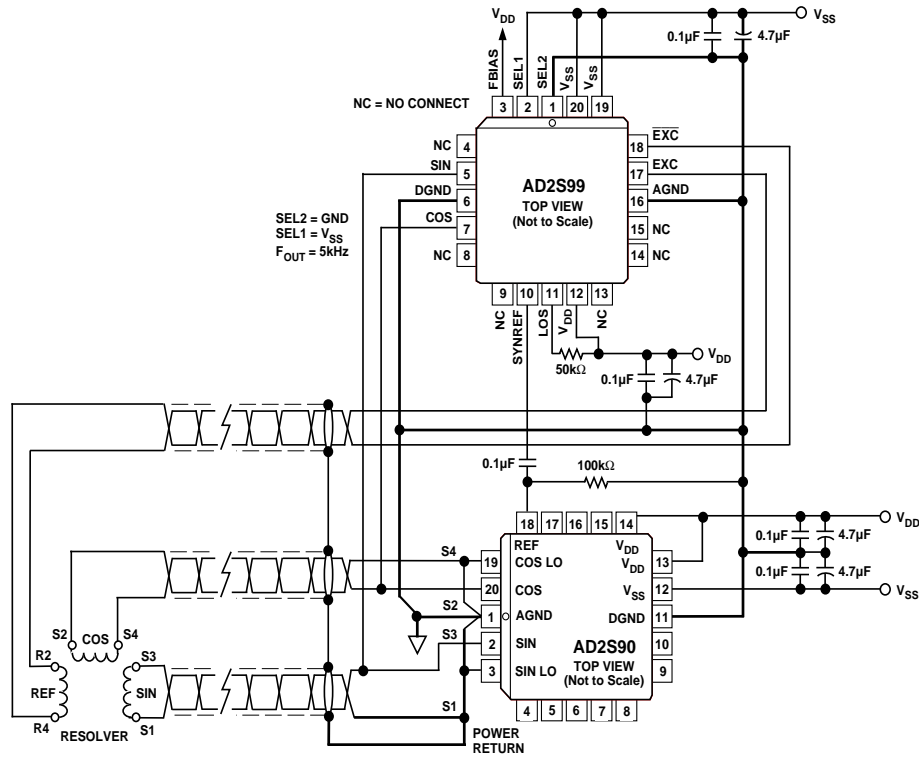 VDD
VSS
0.1µF
4.7µF
FBIAS
SEL1
SEL2
VSS
VSS
NC = NO CONNECT
3
2
1
20
19
NC
4
SIN
5
DGND
6
COS
7
NC
8
AD2S99
TOP VIEW
(Not to Scale)
18
EXC
17
EXC
16
AGND
15
NC
14
NC
SEL2 = GND
SEL1 = VSS
FOUT = 5kHz
9
10
11
12
13
NC
SYNREF
LOS
VDD
NC
50kΩ
VDD
0.1µF
4.7µF
0.1µF
100kΩ
18
17
16
15
14
VDD
REF
VDD
S4
19
COS LO
VDD
13
0.1µF
4.7µF
20
COS
VSS
12
0.1µF
4.7µF
VSS
S2
1
AGND
DGND
11
S3
2
SIN
AD2S90
10
3
SIN LO
TOP VIEW
(Not to Scale)
9
S1
4
5
6
7
8
S2
COS
S4
R2
S3
REF
SIN
R4
S1
RESOLVER
POWER
RETURN